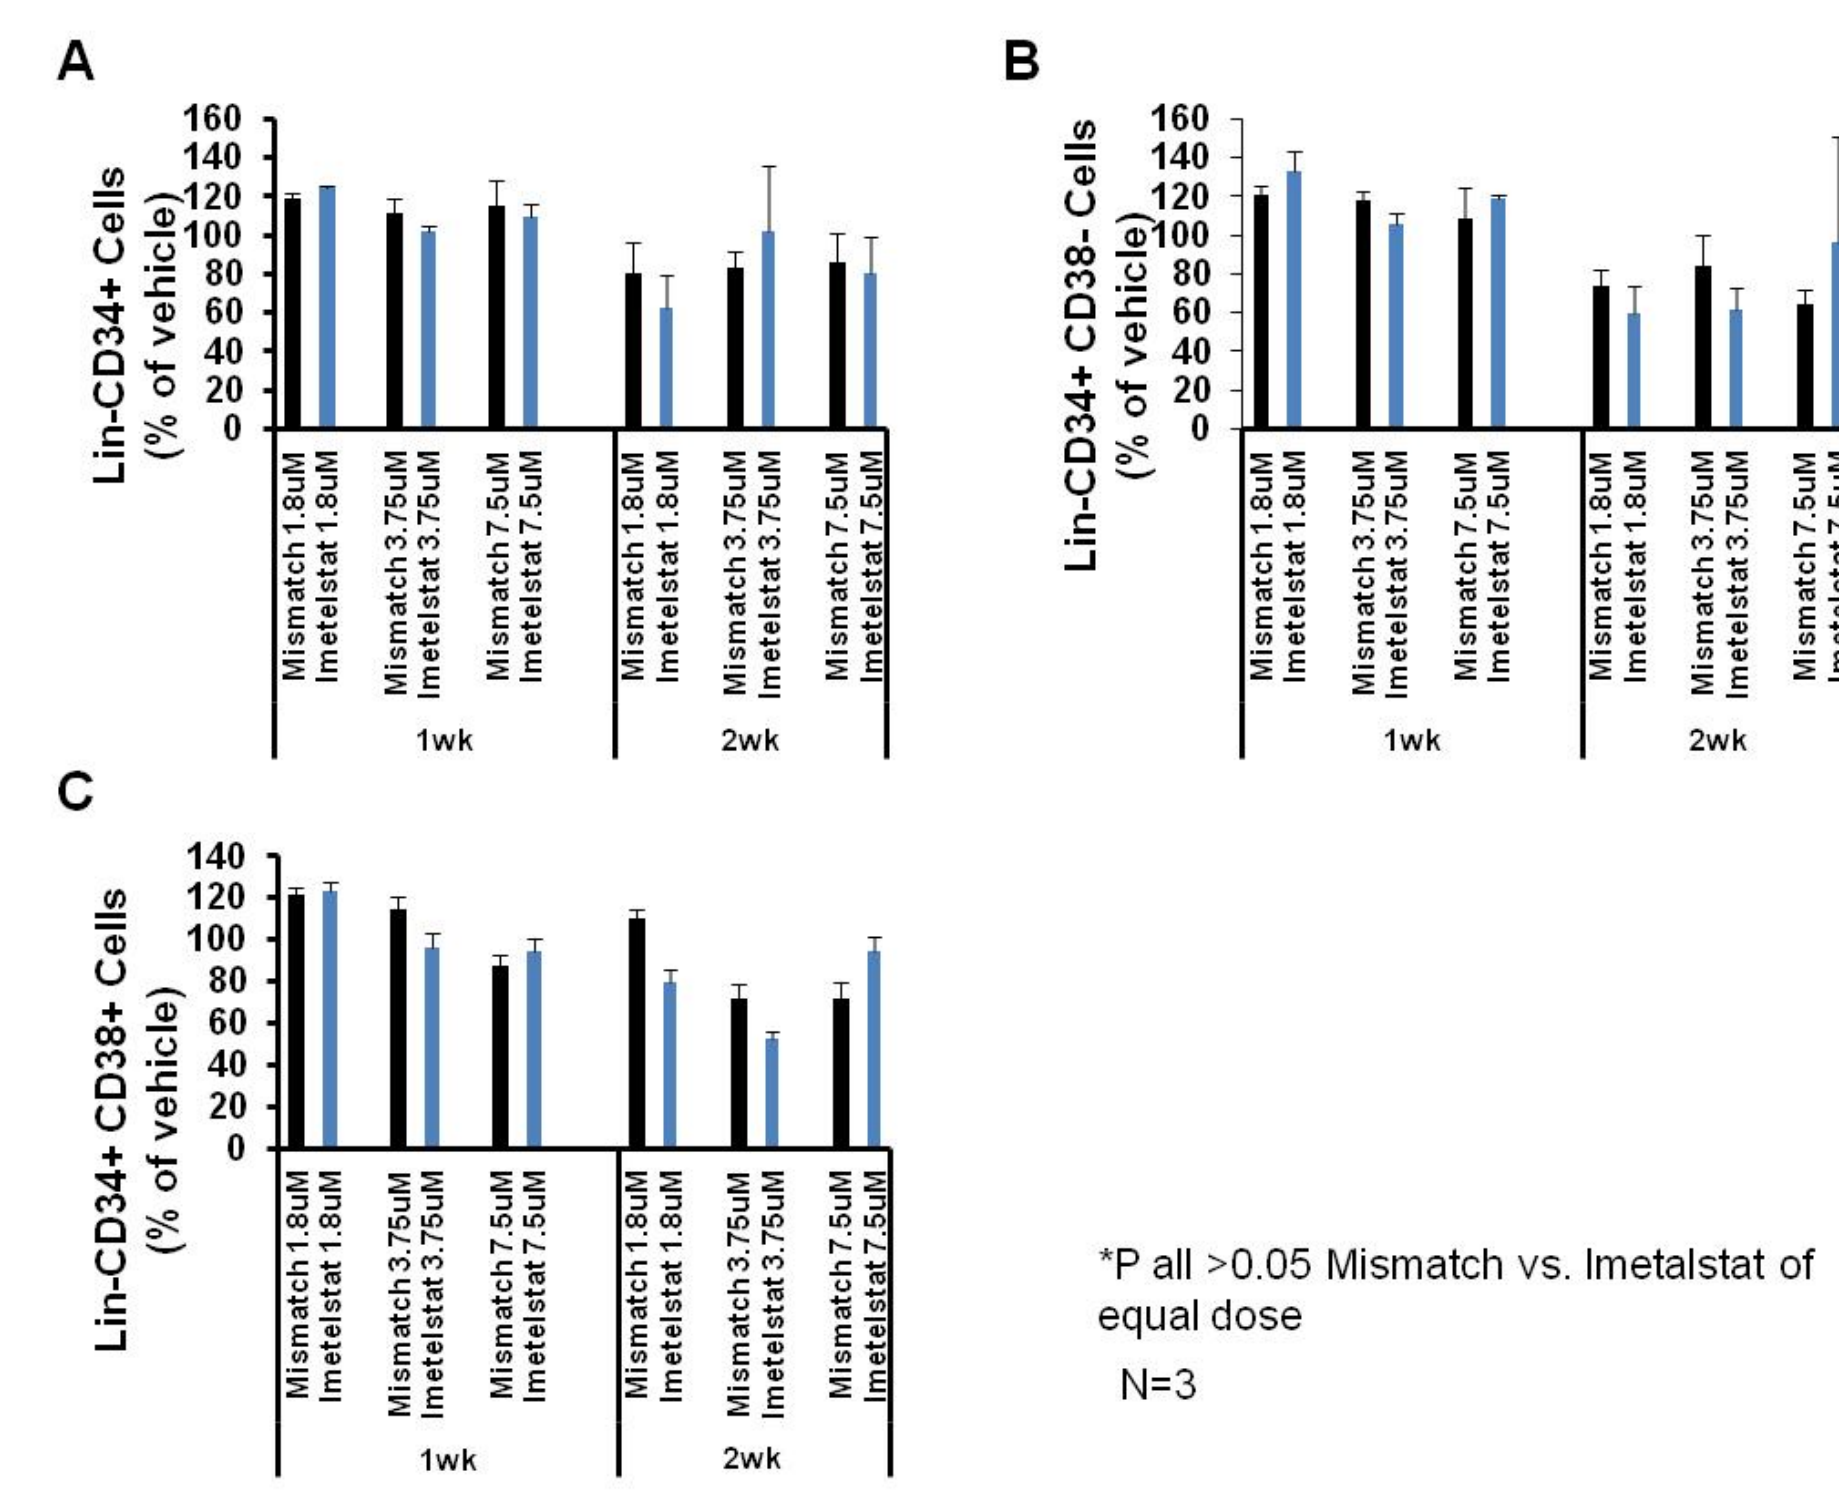 A
Lin-CD34+ Cells
(% of vehicle)
160
140
120
100
80
60
40
20
0
Mismatch 1.8uM
Imetelstat 1.8uM
Mismatch 3.75uM
Imetelstat 3.75uM
Mismatch 7.5uM
Imetelstat 7.5uM
Mismatch 1.8uM
Imetelstat 1.8uM
Mismatch 3.75uM
Imetelstat 3.75uM
Mismatch 7.5uM
Imetelstat 7.5uM
1wk
2wk
B
Lin-CD34+ CD38- Cells
(% of vehicle)
160
140
120
100
80
60
40
20
0
Mismatch 1.8uM
Imetelstat 1.8uM
Mismatch 3.75uM
Imetelstat 3.75uM
Mismatch 7.5uM
Imetelstat 7.5uM
Mismatch 1.8uM
Imetelstat 1.8uM
Mismatch 3.75uM
Imetelstat 3.75uM
Mismatch 7.5uM
1wk
2wk
C
Lin-CD34+ CD38+ Cells
(% of vehicle)
140
120
100
80
60
40
20
0
Mismatch 1.8uM
Imetelstat 1.8uM
Mismatch 3.75uM
Imetelstat 3.75uM
Mismatch 7.5uM
Imetelstat 7.5uM
Mismatch 1.8uM
Imetelstat 1.8uM
Mismatch 3.75uM
Imetelstat 3.75uM
Mismatch 7.5uM
Imetelstat 7.5uM
1wk
2wk
*P all >0.05 Mismatch vs. Imetalstat of
equal dose
N=3